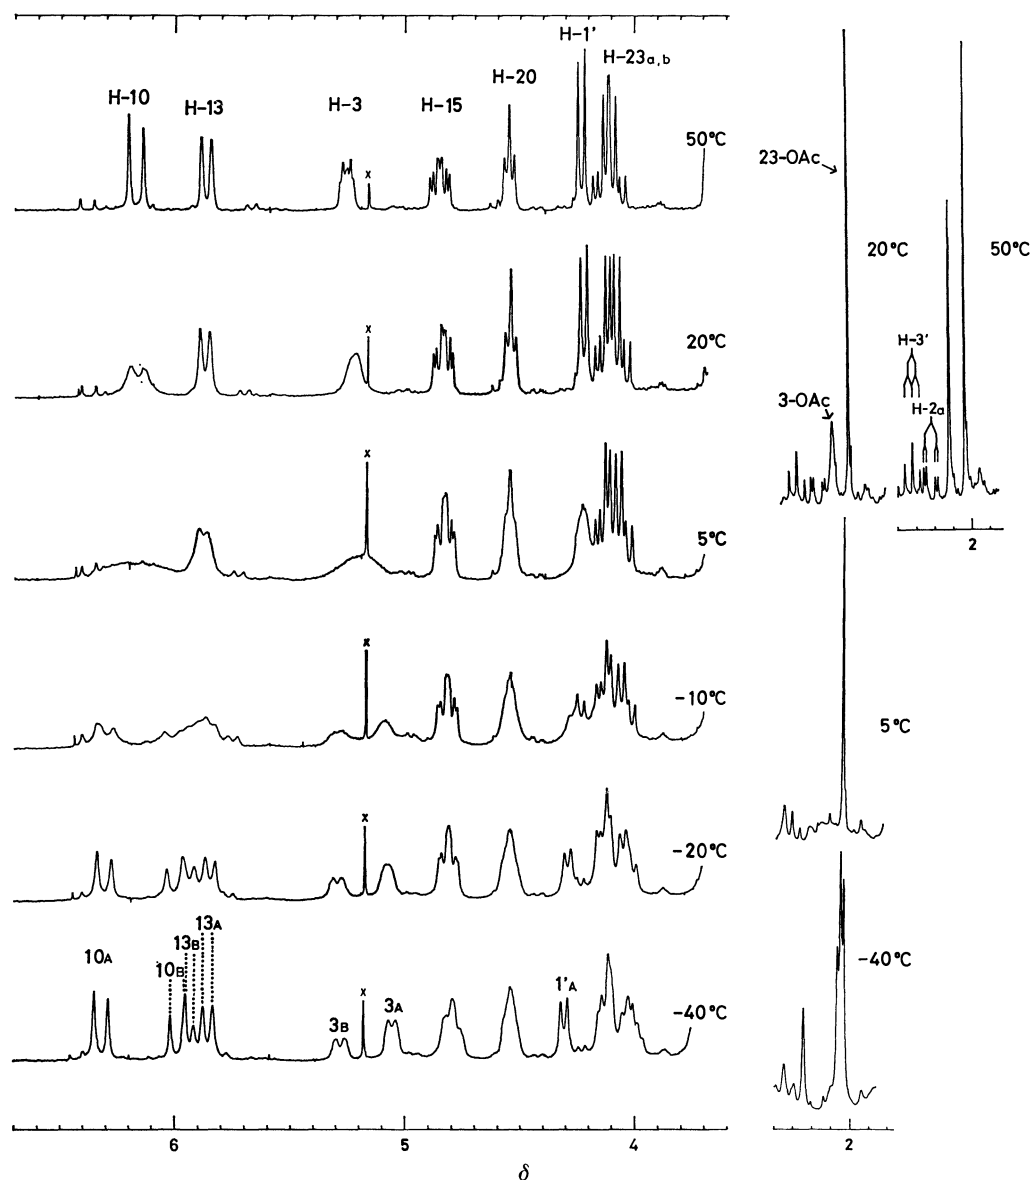 H-10
H-13
H-3
H-15
H-20
H-1'
H-23a,b
x
50°C
x
20°C
x
5°C
x
-10°C
x
-20°C
10A
10B
13B
13A
3B
x
3A
1'A
-40°C
6
5
4
δ
23-OAc
20°C
50°C
H-3'
H-2a
3-OAc
2
5°C
-40°C
2